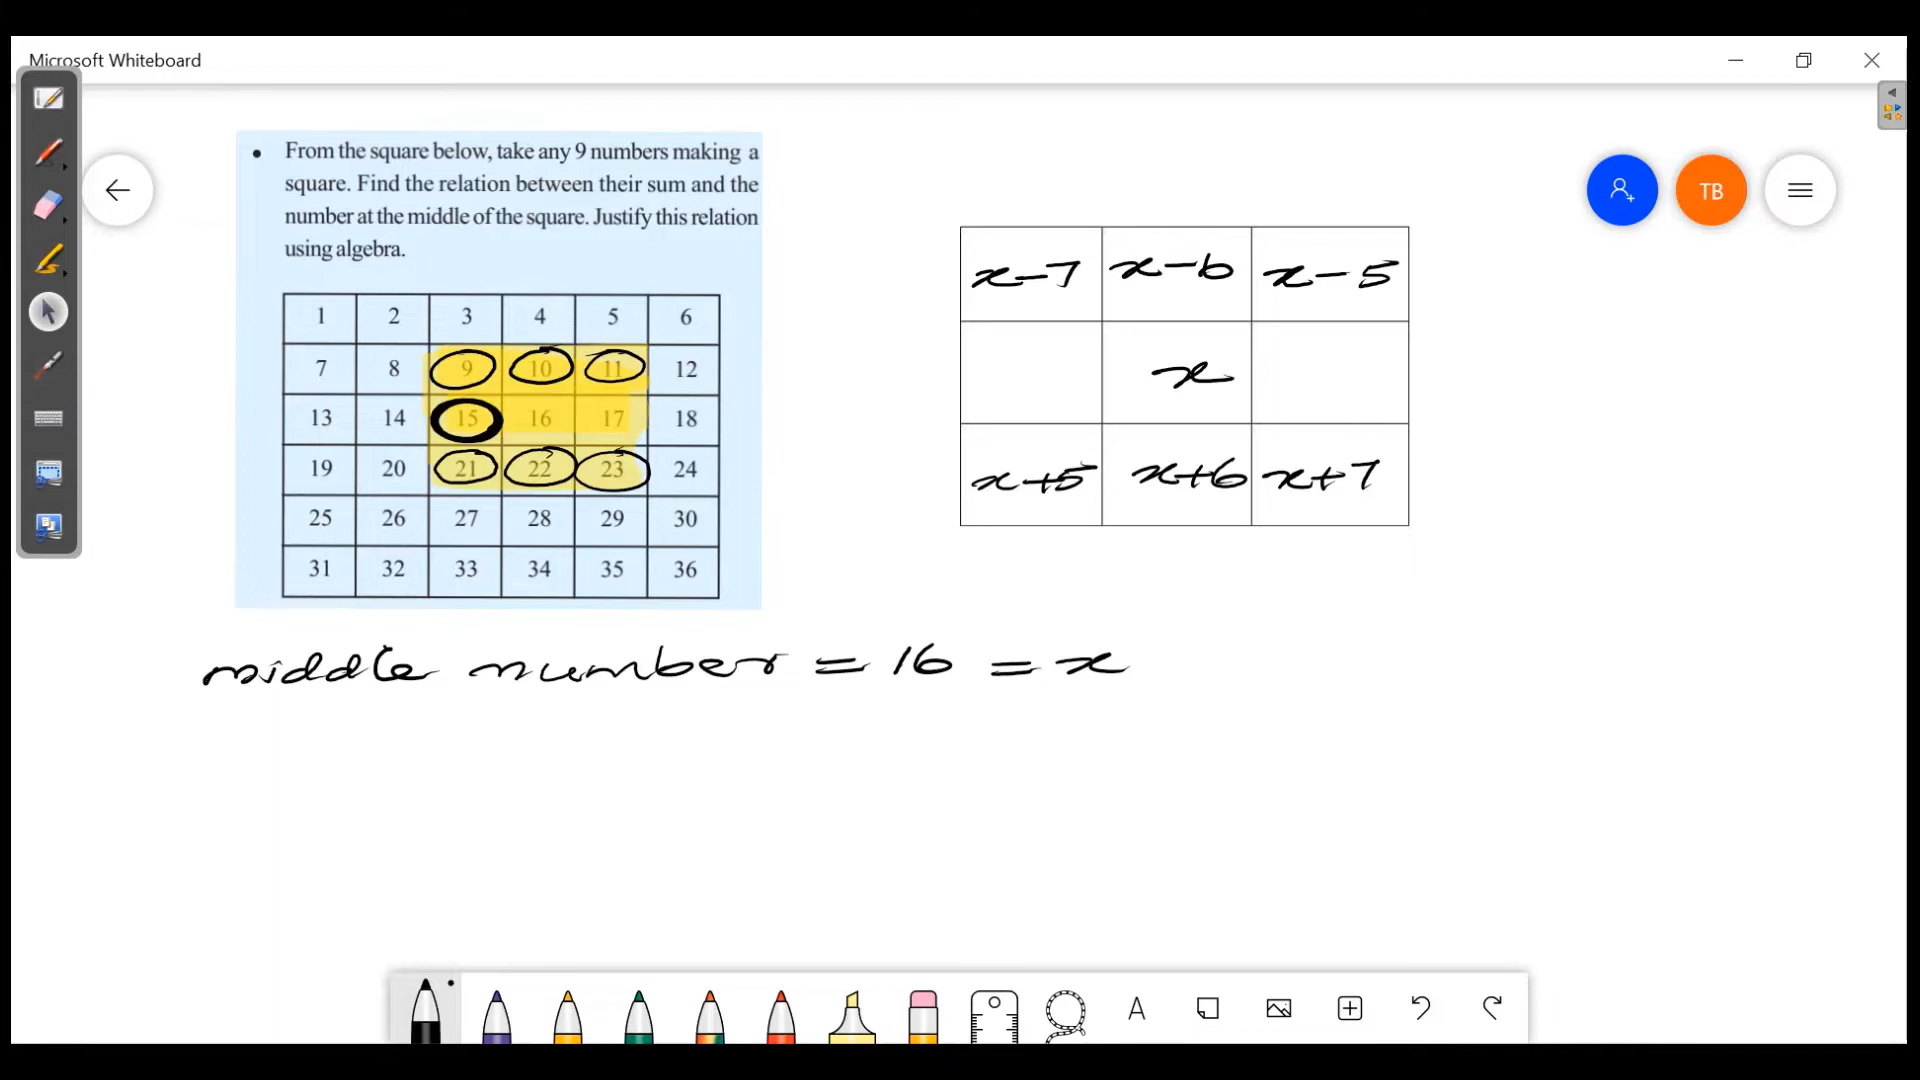 Microsoft Whiteboard
• From the square below, take any 9 numbers making a
square. Find the relation between their sum and the
number at the middle of the square. Justify this relation
using algebra.
TB
1 2 3 4 5 6
7 8 9 10 11 12
13 14 15 16 17 18
19 20 21 22 23 24
25 26 27 28 29 30
31 32 33 34 35 36
x-7 x-6 x-5
x
x+5 x+6 x+7
middle number = 16 = x
A